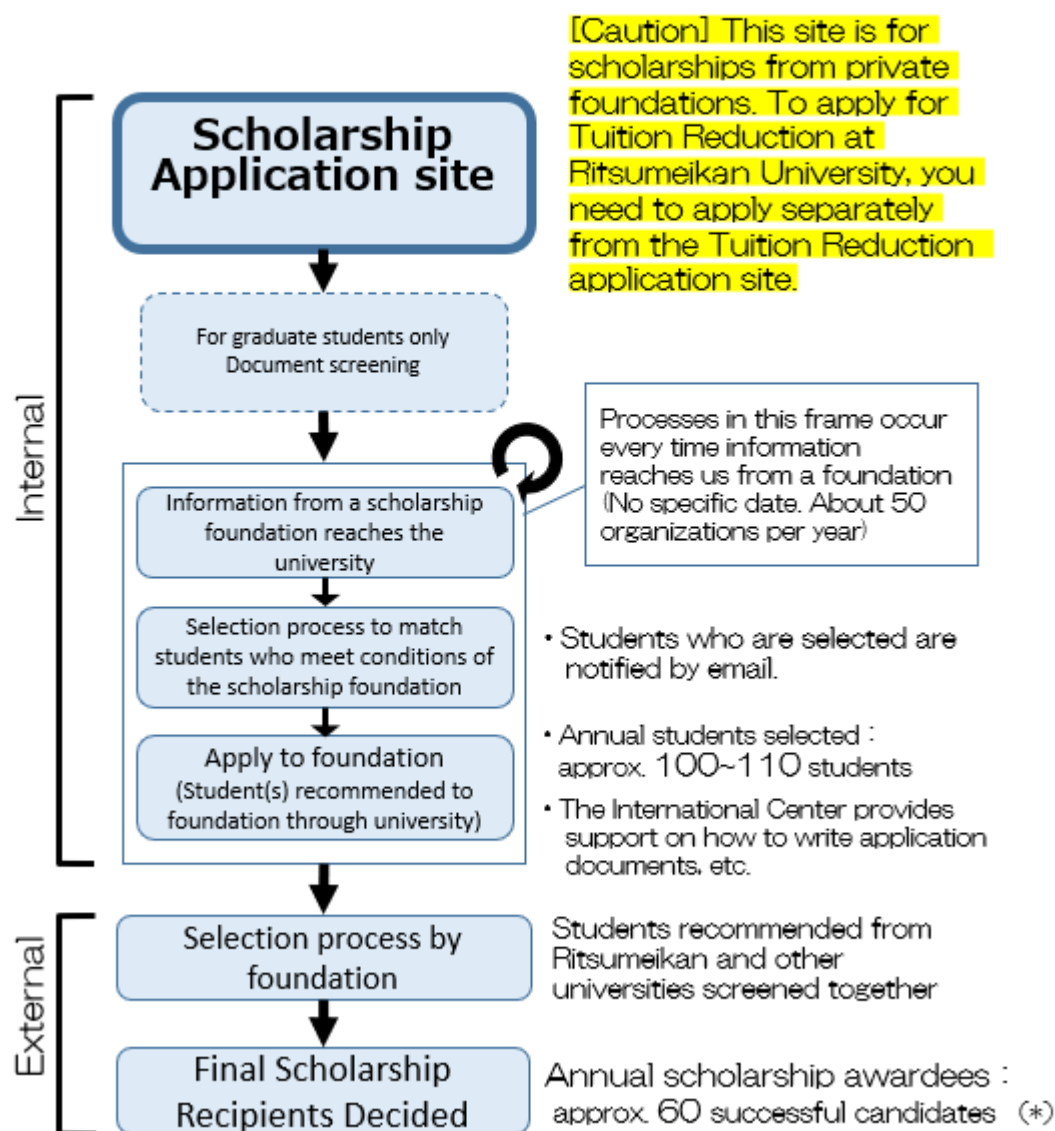 [Caution] This site is for
scholarships from private
foundations. To apply for
Tuition Reduction at
Ritsumeikan University, you
need to apply separately
from the Tuition Reduction
application site.
Internal
Scholarship
Application site
For graduate students only
Document screening
Processes in this frame occur
every time information
reaches us from a foundation
(No specific date. About 50
organizations per year)
Information from a scholarship
foundation reaches the
university
Selection process to match
students who meet conditions of
the scholarship foundation
・Students who are selected are
notified by email.
Apply to foundation
(Student(s) recommended to
foundation through university)
・Annual students selected :
approx. 100~110 students
・The International Center provides
support on how to write application
documents, etc.
External
Selection process by
foundation
Students recommended from
Ritsumeikan and other
universities screened together
Final Scholarship
Recipients Decided
Annual scholarship awardees :
approx. 60 successful candidates (*)